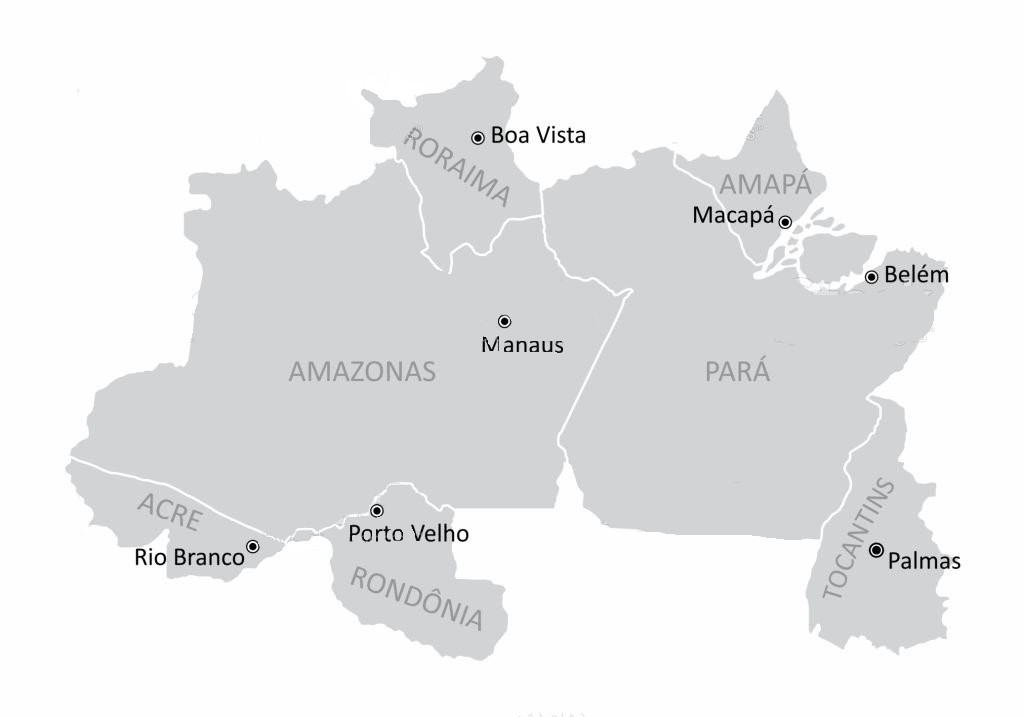 Boa Vista
RORAIMA
AMAPÁ
Macapá
Belém
Manaus
AMAZONAS
PARÁ
ACRE
Porto Velho
Rio Branco
RONDÔNIA
TOCANTINS
Palmas